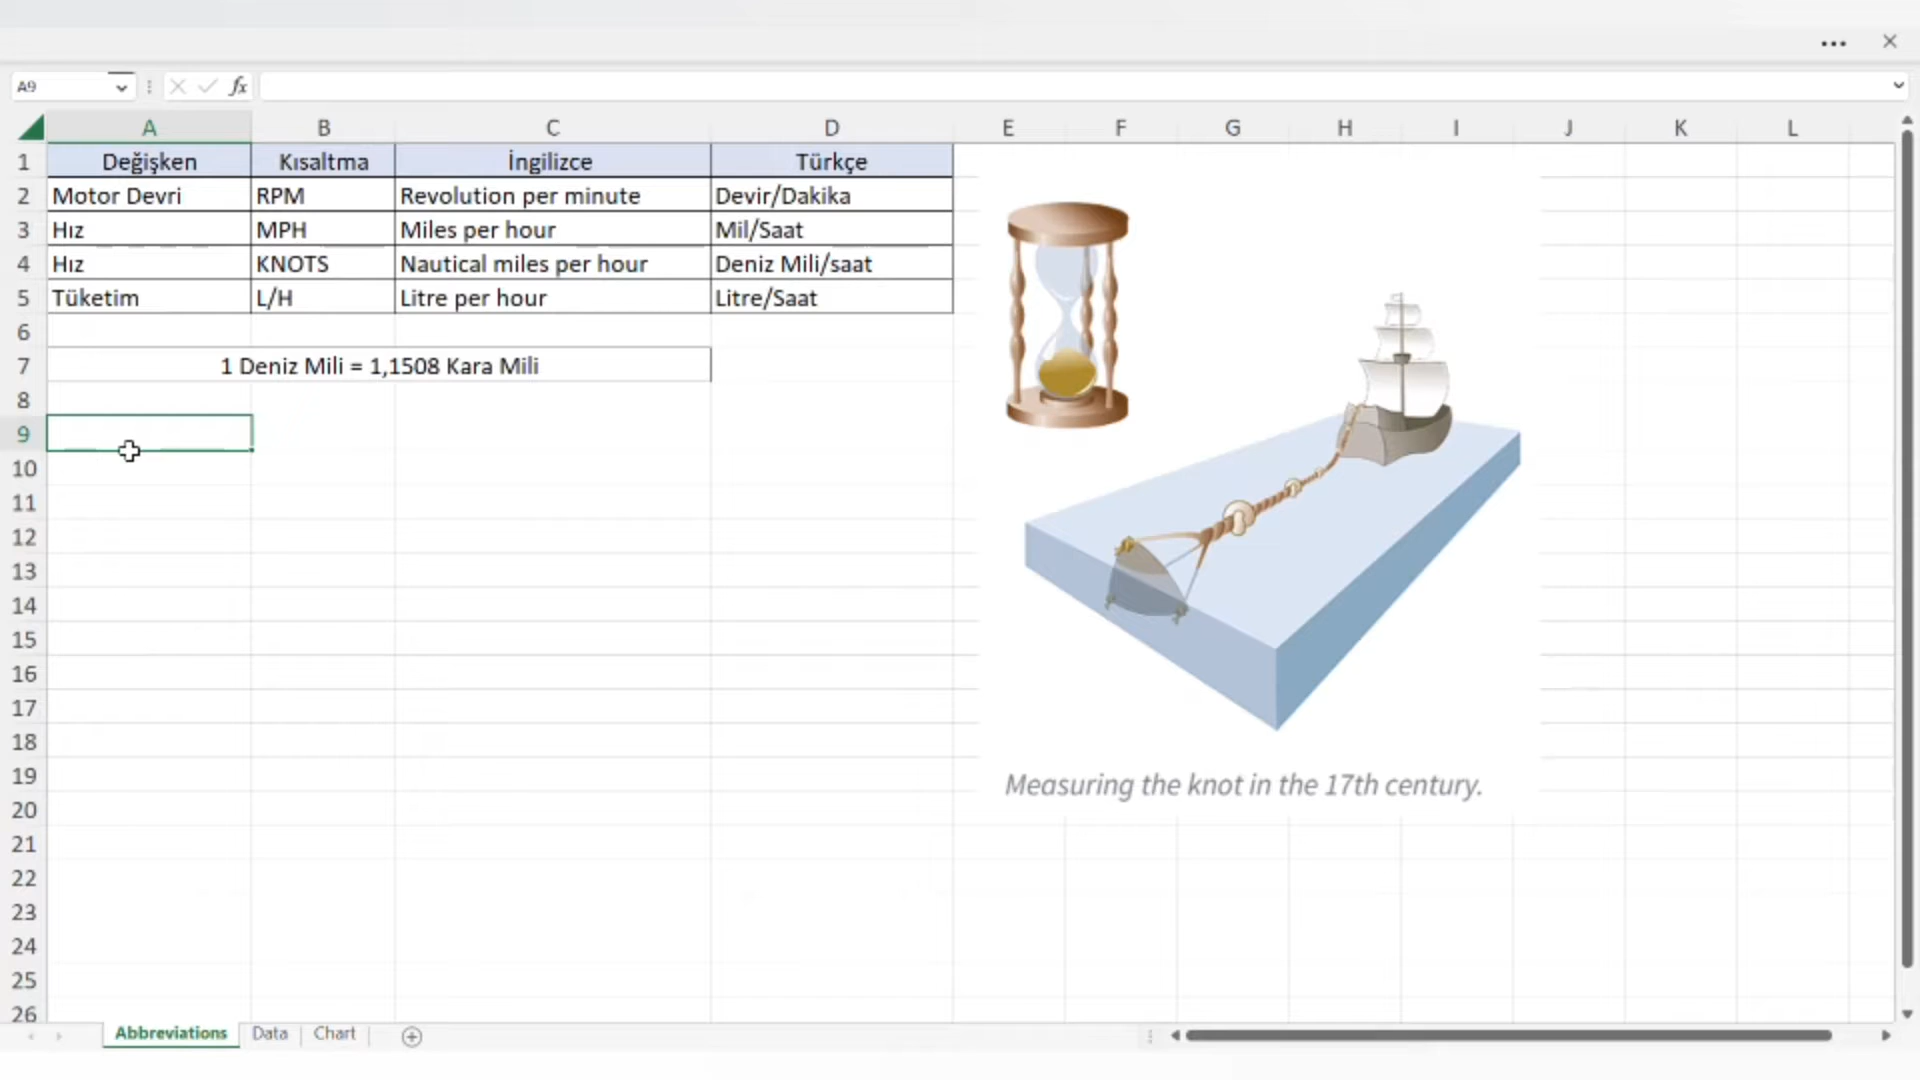 A9
fx
A B C D E F G H I J K L
1 Değişken Kısaltma İngilizce Türkçe
2 Motor Devri RPM Revolution per minute Devir/Dakika
3 Hız MPH Miles per hour Mil/Saat
4 Hız KNOTS Nautical miles per hour Deniz Mili/saat
5 Tüketim L/H Litre per hour Litre/Saat
6
7 1 Deniz Mili = 1,1508 Kara Mili
8
9
10
11
12
13
14
15
16
17
18
19
Measuring the knot in the 17th century.
20
21
22
23
24
25
26
Abbreviations Data Chart